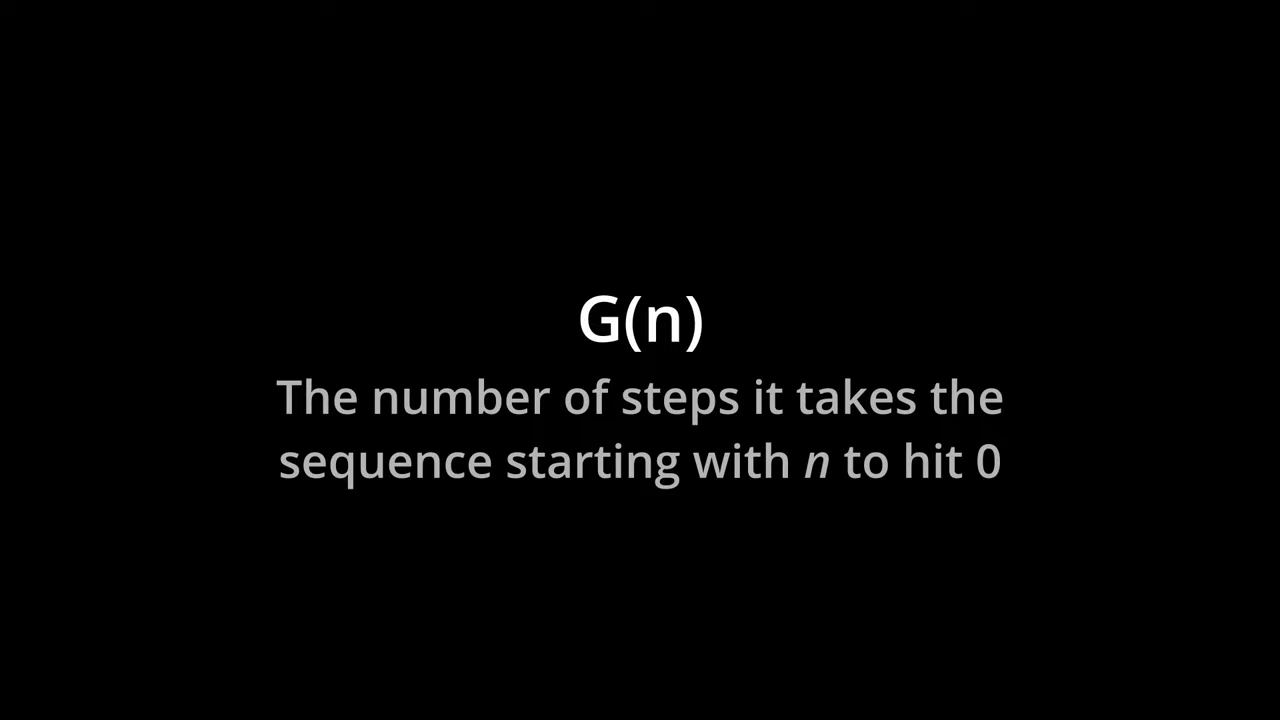 G(n)
The number of steps it takes the
sequence starting with n to hit 0